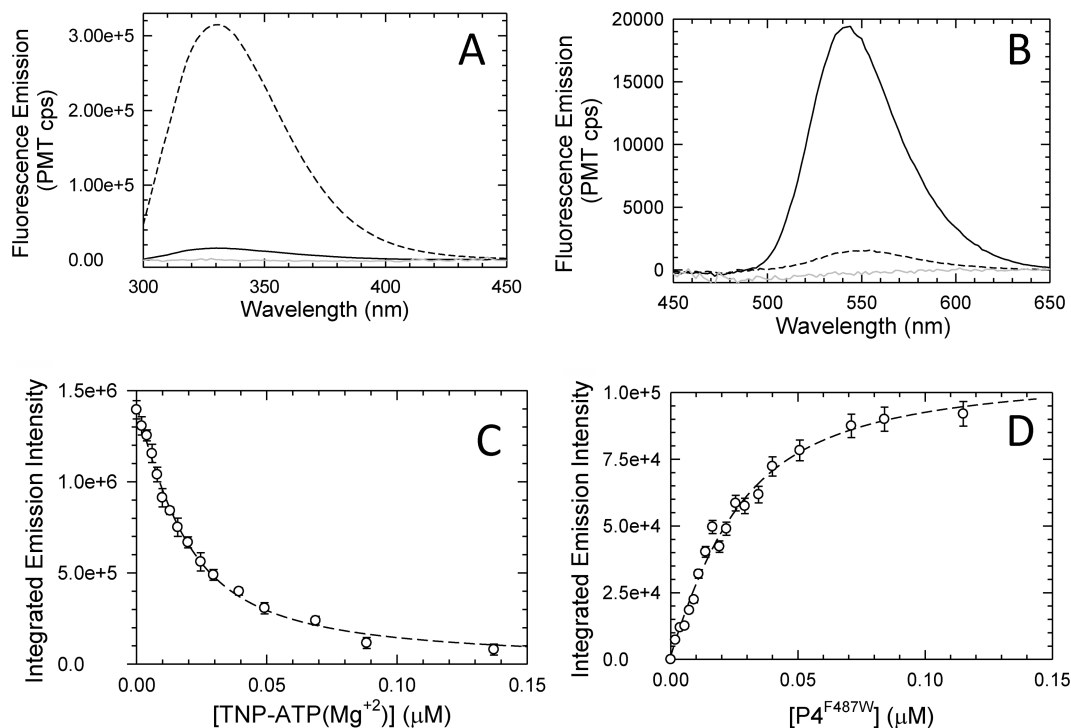 A
Fluorescence Emission
(PMT cps)
3.00e+5
2.00e+5
1.00e+5
0.00
300 350 400 450
Wavelength (nm)
B
Fluorescence Emission
(PMT cps)
20000
15000
10000
5000
0
450 500 550 600 650
Wavelength (nm)
C
Integrated Emission Intensity
1.5e+6
1.0e+6
5.0e+5
0.0
0.00 0.05 0.10 0.15
[TNP-ATP(Mg⁺²)] (μM)
D
Integrated Emission Intensity
1.0e+5
7.5e+4
5.0e+4
2.5e+4
0.0
0.00 0.05 0.10 0.15
[P4ᶠ⁴⁸⁷ᵂ] (μM)